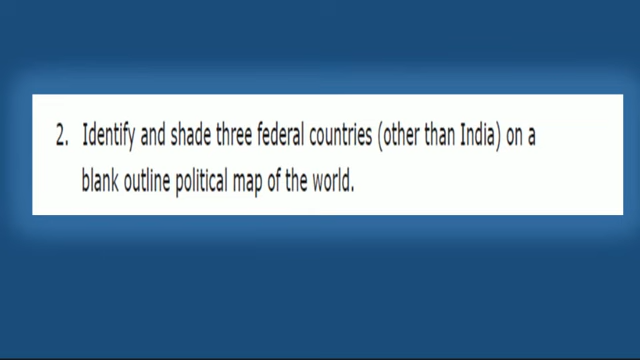 2. Identify and shade three federal countries (other than India) on a
blank outline political map of the world.